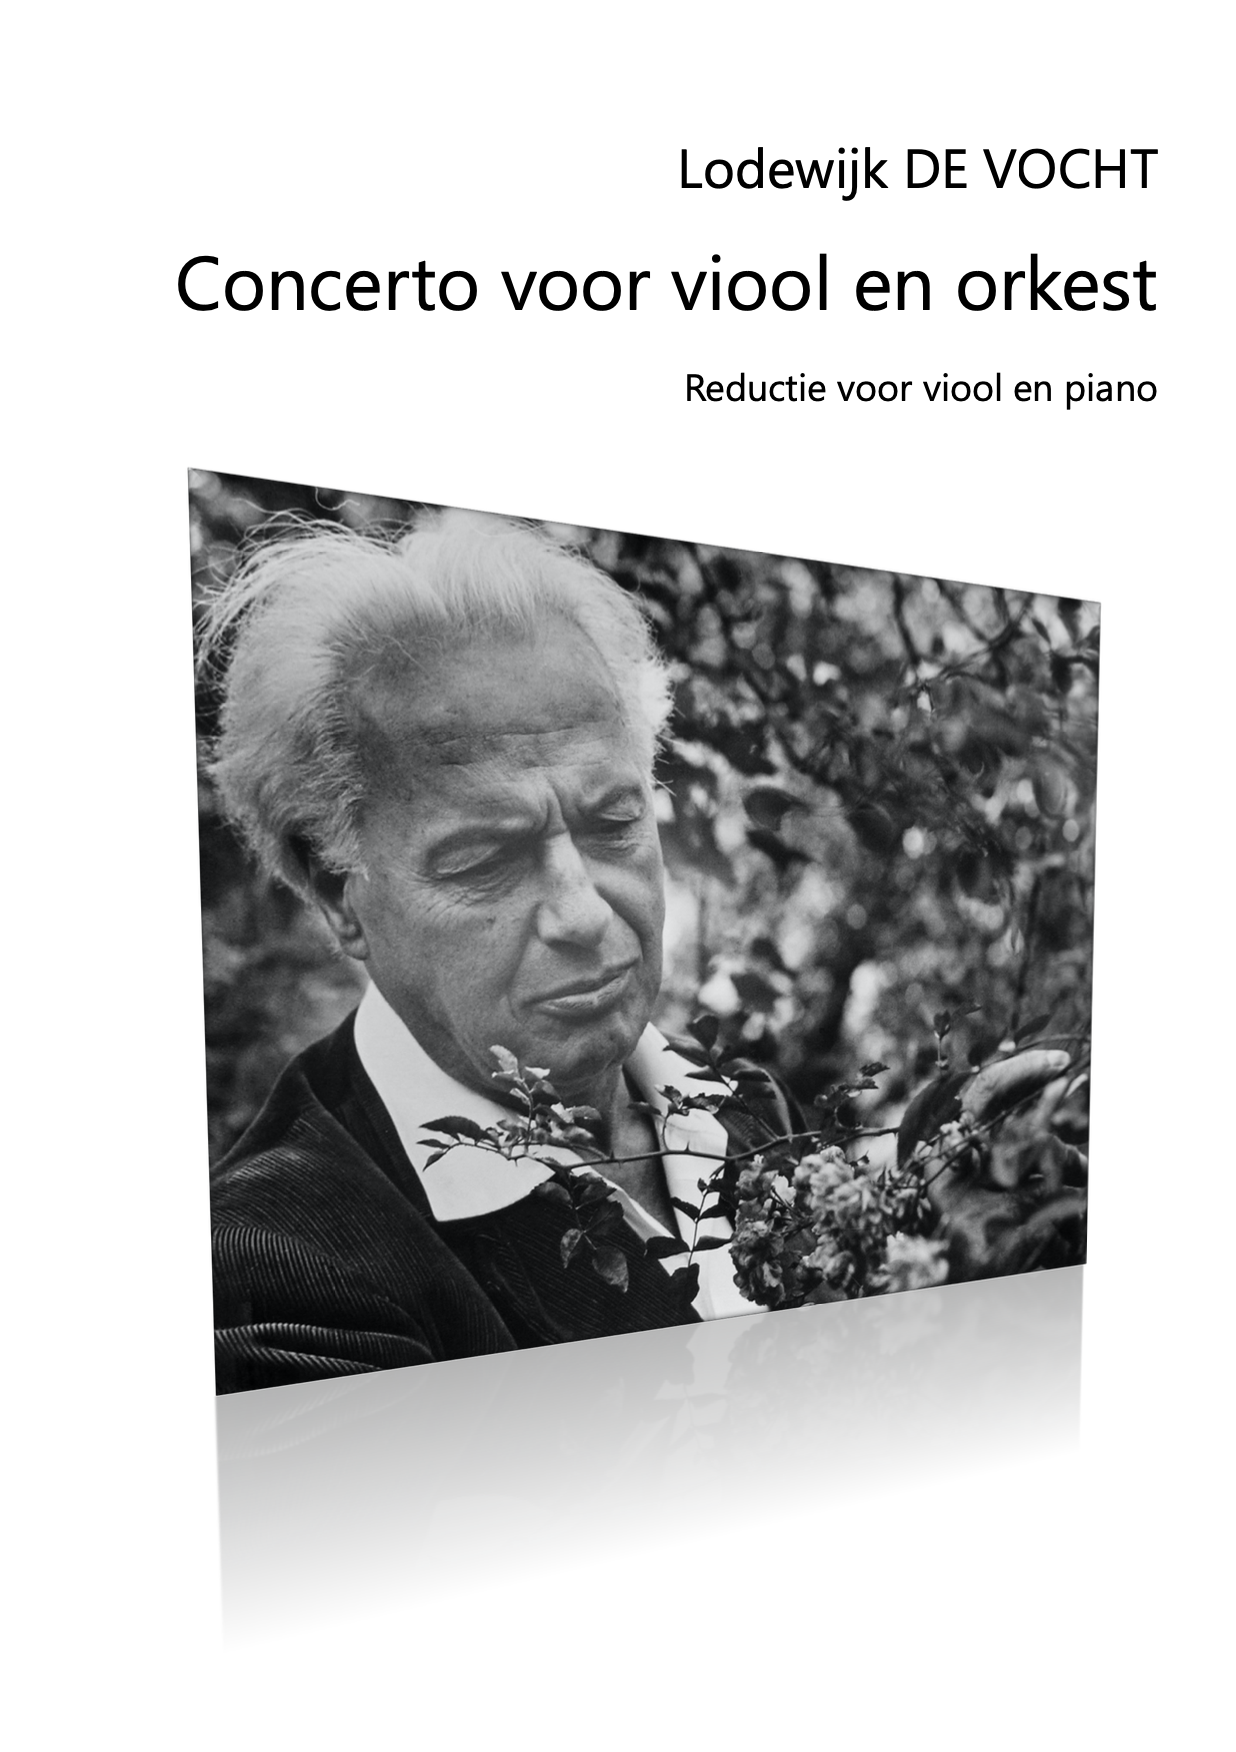 Lodewijk DE VOCHT
Concerto voor viool en orkest
Reductie voor viool en piano